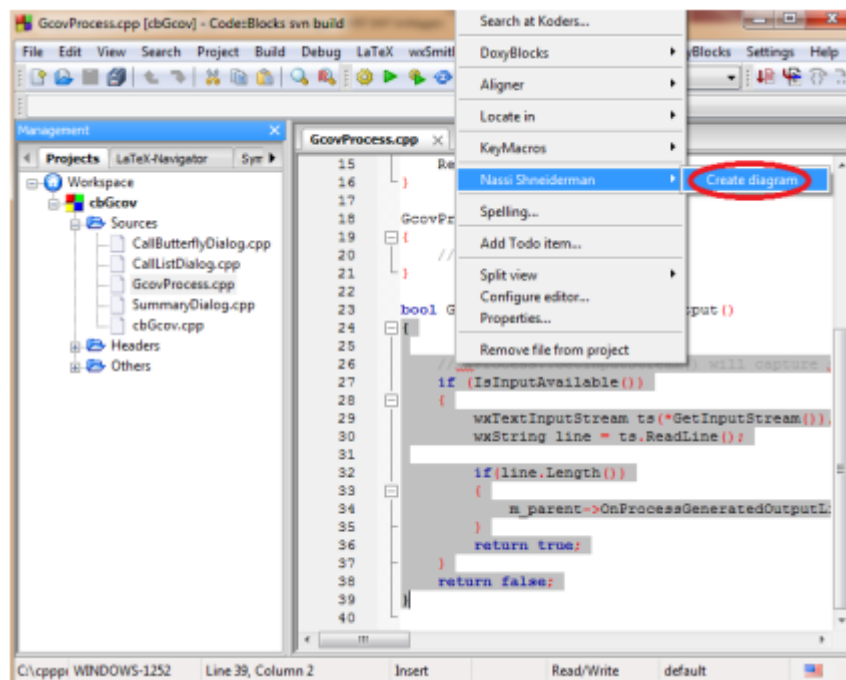 GcovProcess.cpp [cbGcov] - Code::Blocks svn build
File Edit View Search Project Build Debug LaTeX wxSmit yBlocks Settings Help
Management
Projects LaTeX-Navigator Sym
Workspace
cbGcov
Sources
CallButterflyDialog.cpp
CallListDialog.cpp
GcovProcess.cpp
SummaryDialog.cpp
cbGcov.cpp
Headers
Others
Search at Koders...
DoxyBlocks
Aligner
Locate in
KeyMacros
Nassi Shneiderman
Create diagram
Spelling...
Add Todo item...
Split view
Configure editor...
Properties...
Remove file from project
GcovProcess.cpp
15 Re
16 }
17
18 GcovPr
19 {
20 //
21 }
22
23 bool G put()
24 {
25
26 // will capture
27 if (IsInputAvailable())
28 {
29 wxTextInputStream ts(*GetInputStream())
30 wxString line = ts.ReadLine();
31
32 if(line.Length())
33 {
34 m_parent->OnProcessGeneratedOutputL
35 }
36 return true;
37 }
38 return false;
39 }
40
C:\cpppr WINDOWS-1252 Line 39, Column 2 Insert Read/Write default